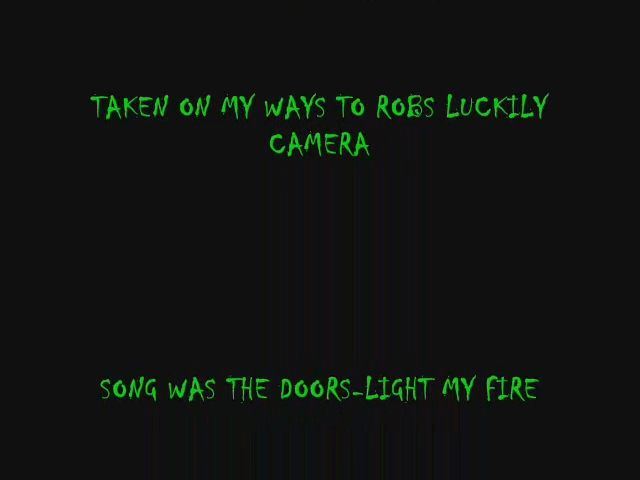 TAKEN ON MY WAYS TO ROBS LUCKILY
CAMERA
SONG WAS THE DOORS-LIGHT MY FIRE